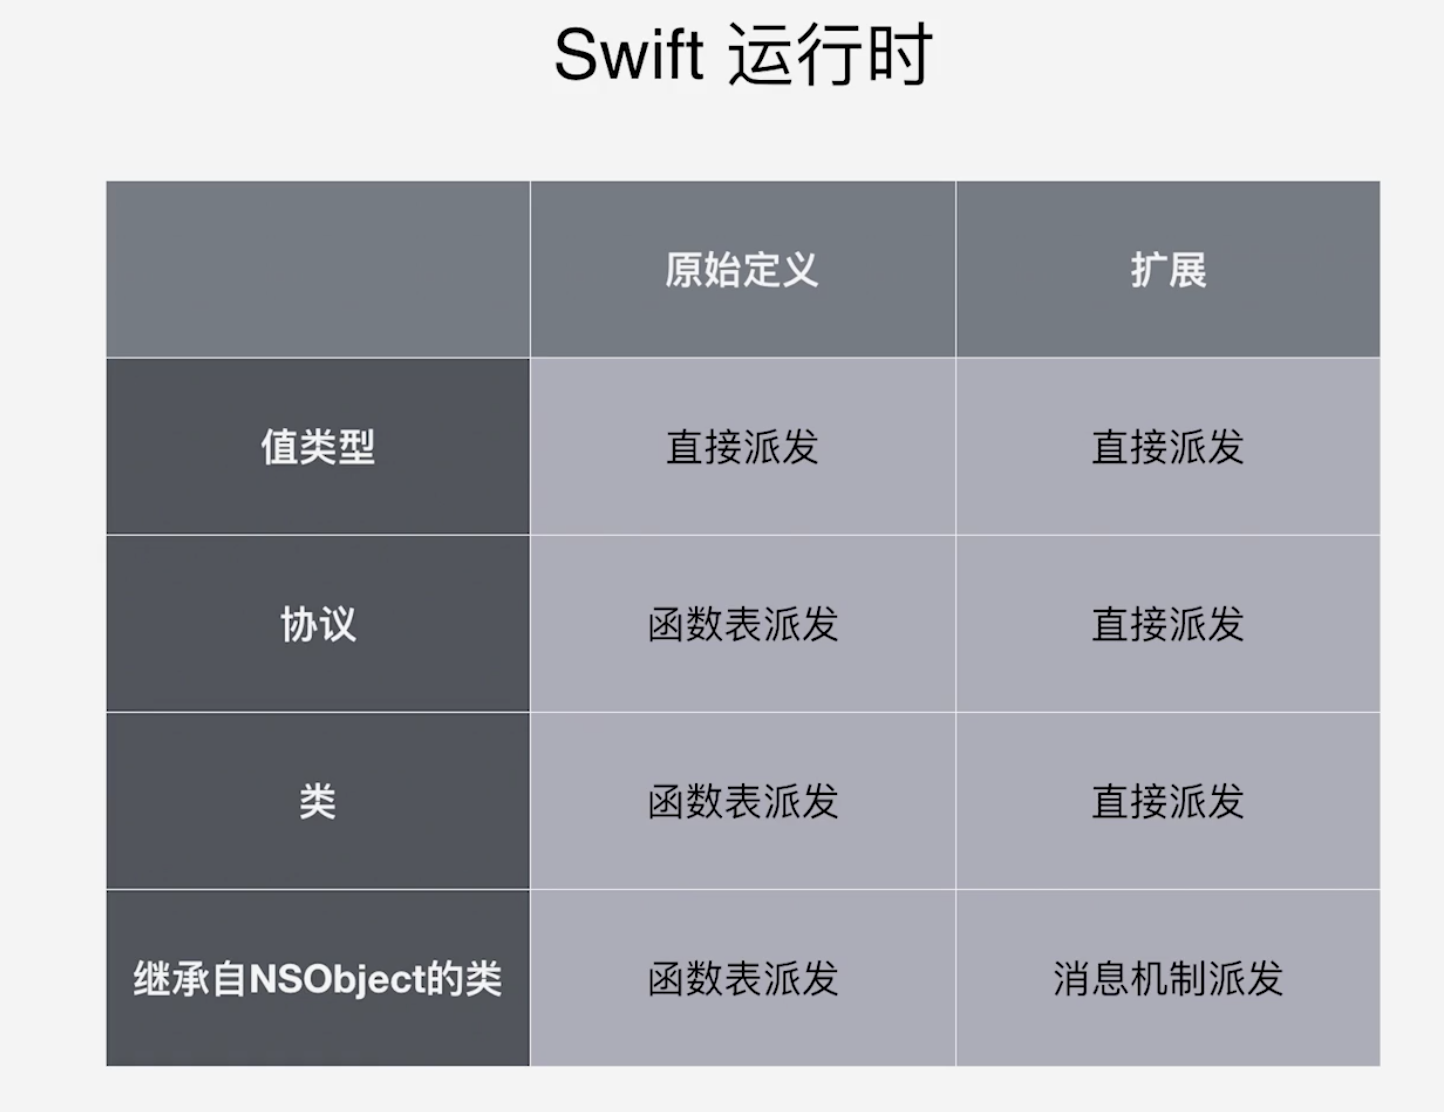 Swift 运行时
原始定义 扩展
值类型 直接派发 直接派发
协议 函数表派发 直接派发
类 函数表派发 直接派发
继承自NSObject的类 函数表派发 消息机制派发